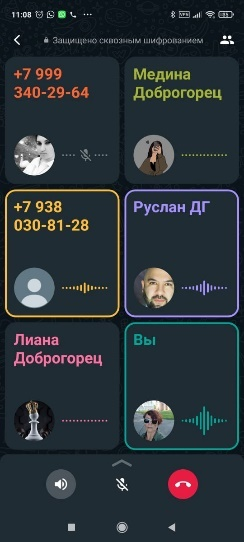 11:08
Защищено сквозным шифрованием
+7 999
340-29-64
Медина
Доброгорец
+7 938
030-81-28
Руслан ДГ
Лиана
Доброгорец
Вы